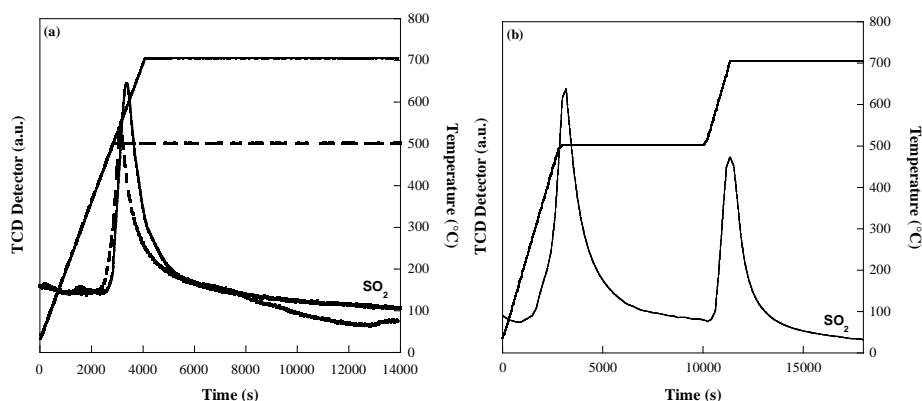 (a)
TCD Detector (a.u.)
800
700
600
500
400
300
200
100
0
Temperature (°C)
SO2
0 2000 4000 6000 8000 10000 12000 14000
Time (s)
(b)
TCD Detector (a.u.)
800
700
600
500
400
300
200
100
0
Temperature (°C)
SO2
0 5000 10000 15000
Time (s)